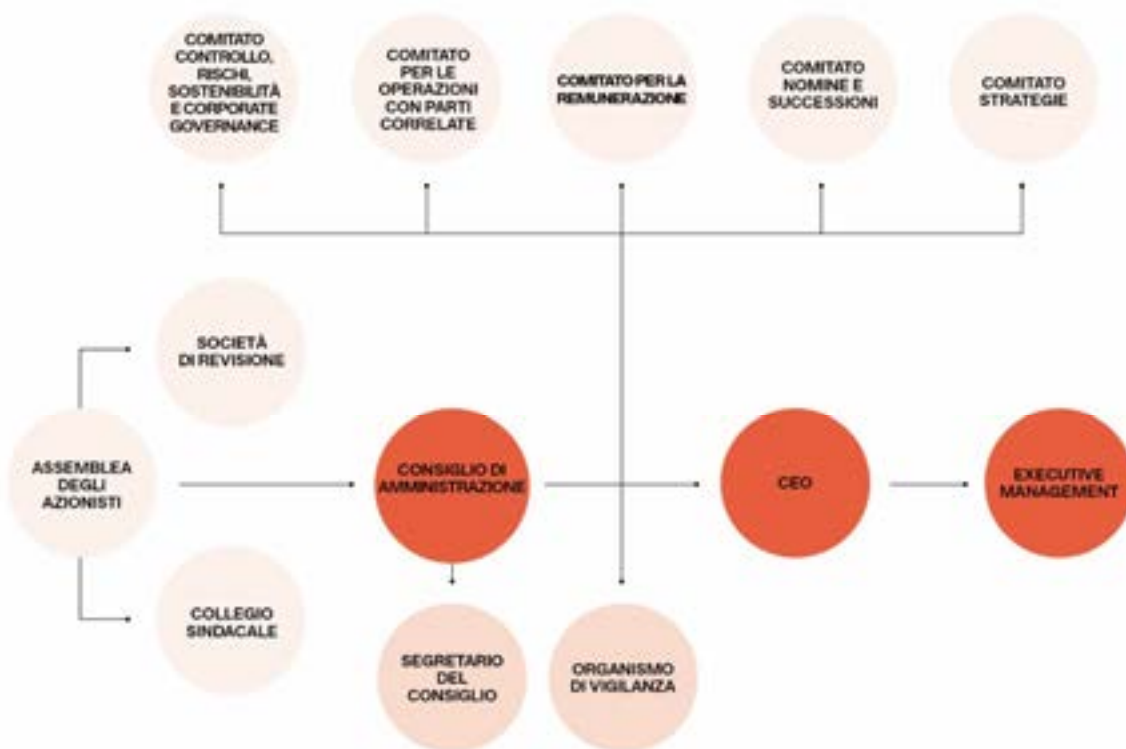 COMITATO
CONTROLLO,
RISCHI,
SOSTENIBILITÀ
E CORPORATE
GOVERNANCE
COMITATO
PER LE
OPERAZIONI
CON PARTI
CORRELATE
COMITATO PER LA
REMUNERAZIONE
COMITATO
NOMINE E
SUCCESSIONI
COMITATO
STRATEGIE
SOCIETÀ
DI REVISIONE
ASSEMBLEA
DEGLI
AZIONISTI
CONSIGLIO DI
AMMINISTRAZIONE
CEO
EXECUTIVE
MANAGEMENT
COLLEGIO
SINDACALE
SEGRETARIO
DEL
CONSIGLIO
ORGANISMO
DI VIGILANZA